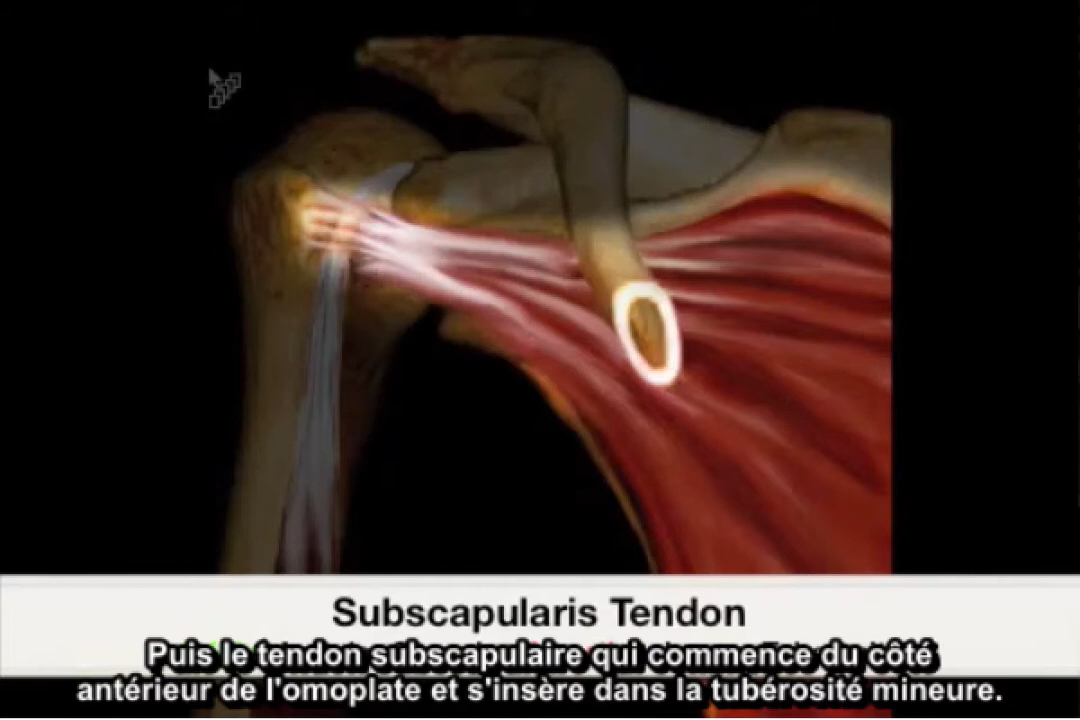 Subscapularis Tendon
Puis le tendon subscapulaire qui commence du côté
antérieur de l'omoplate et s'insère dans la tubérosité mineure.